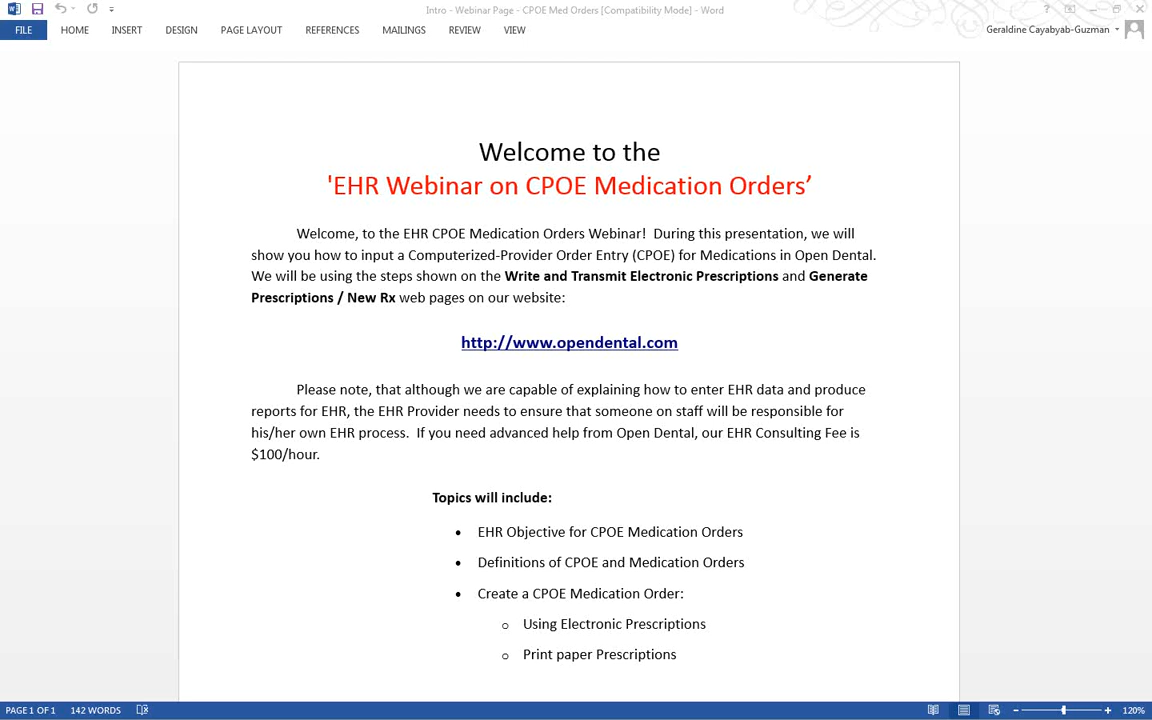 Intro - Webinar Page - CPOE Med Orders [Compatibility Mode] - Word
FILE HOME INSERT DESIGN PAGE LAYOUT REFERENCES MAILINGS REVIEW VIEW
Geraldine Cayabyab-Guzman
Welcome to the
'EHR Webinar on CPOE Medication Orders’
Welcome, to the EHR CPOE Medication Orders Webinar! During this presentation, we will
show you how to input a Computerized-Provider Order Entry (CPOE) for Medications in Open Dental.
We will be using the steps shown on the Write and Transmit Electronic Prescriptions and Generate
Prescriptions / New Rx web pages on our website:
http://www.opendental.com
Please note, that although we are capable of explaining how to enter EHR data and produce
reports for EHR, the EHR Provider needs to ensure that someone on staff will be responsible for
his/her own EHR process. If you need advanced help from Open Dental, our EHR Consulting Fee is
$100/hour.
Topics will include:
• EHR Objective for CPOE Medication Orders
• Definitions of CPOE and Medication Orders
• Create a CPOE Medication Order:
o Using Electronic Prescriptions
o Print paper Prescriptions
PAGE 1 OF 1 142 WORDS 120%